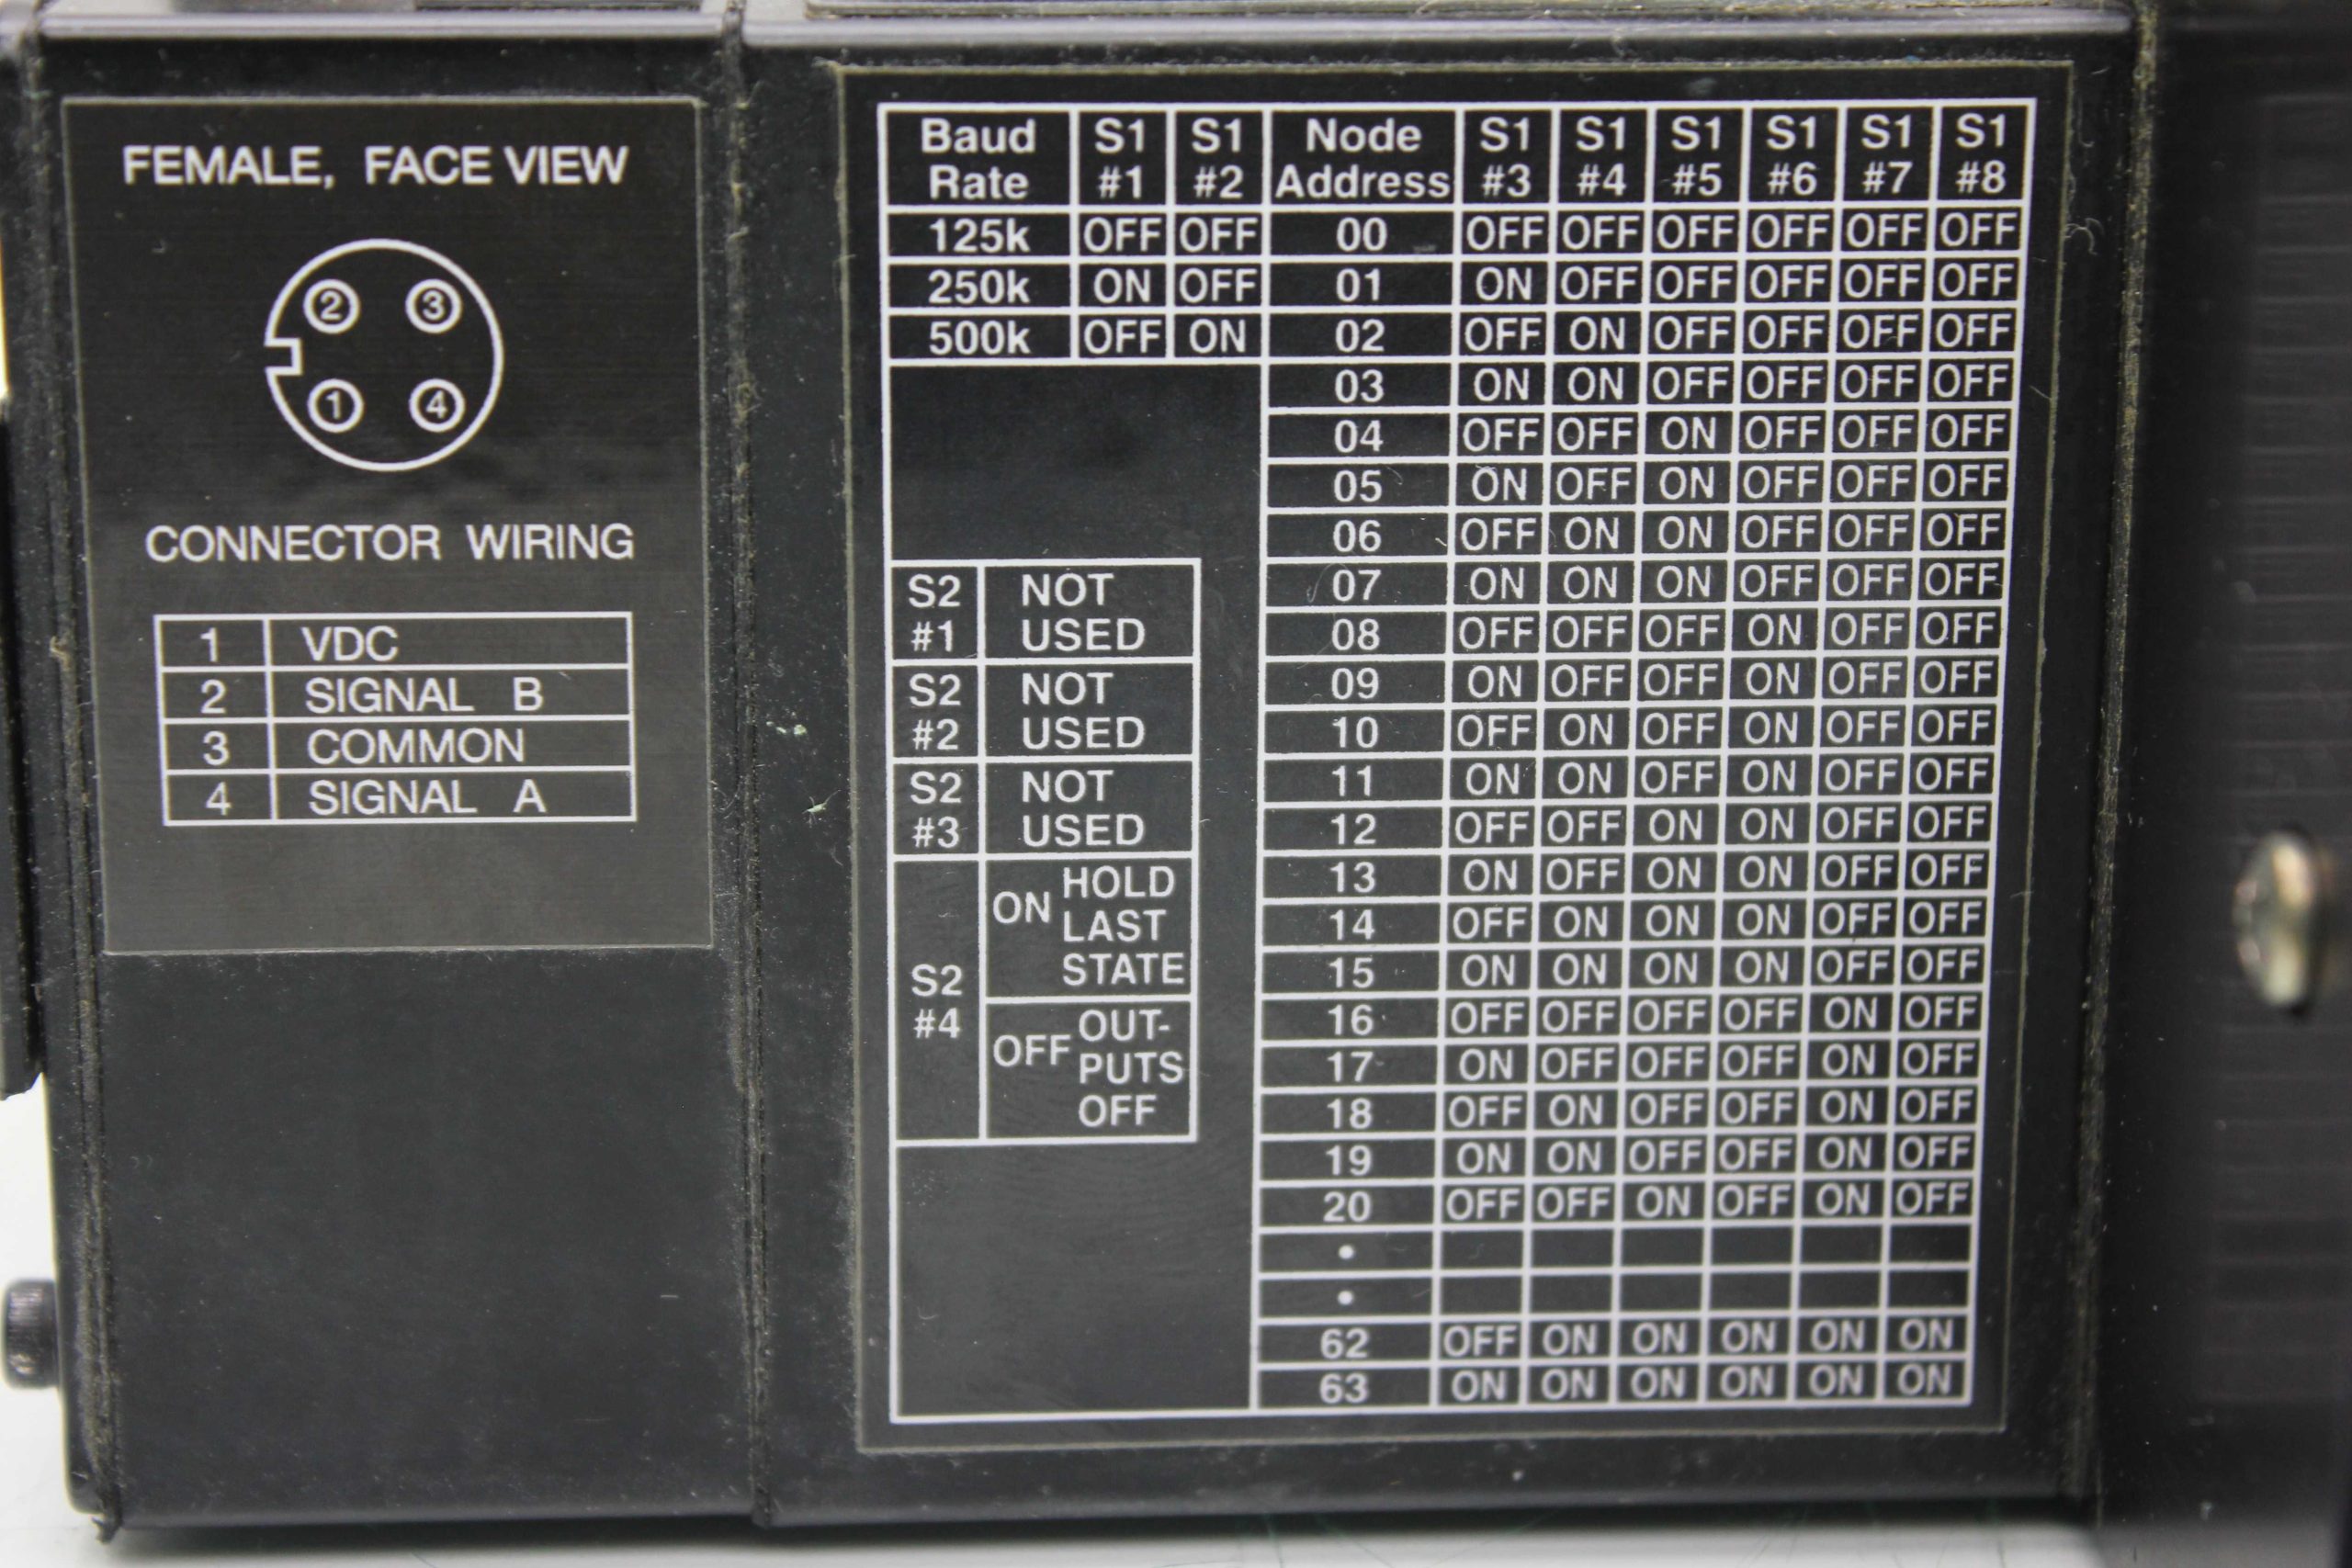 FEMALE, FACE VIEW
2 3
1 4
CONNECTOR WIRING
1 VDC
2 SIGNAL B
3 COMMON
4 SIGNAL A
Baud Rate S1 #1 S1 #2 Node Address S1 #3 S1 #4 S1 #5 S1 #6 S1 #7 S1 #8
125k OFF OFF 00 OFF OFF OFF OFF OFF OFF
250k ON OFF 01 ON OFF OFF OFF OFF OFF
500k OFF ON 02 OFF ON OFF OFF OFF OFF
03 ON ON OFF OFF OFF OFF
04 OFF OFF ON OFF OFF OFF
05 ON OFF ON OFF OFF OFF
06 OFF ON ON OFF OFF OFF
07 ON ON ON OFF OFF OFF
08 OFF OFF OFF ON OFF OFF
09 ON OFF OFF ON OFF OFF
10 OFF ON OFF ON OFF OFF
11 ON ON OFF ON OFF OFF
12 OFF OFF ON ON OFF OFF
13 ON OFF ON ON OFF OFF
14 OFF ON ON ON OFF OFF
15 ON ON ON ON OFF OFF
16 OFF OFF OFF OFF ON OFF
17 ON OFF OFF OFF ON OFF
18 OFF ON OFF OFF ON OFF
19 ON ON OFF OFF ON OFF
20 OFF OFF ON OFF ON OFF
•
•
62 OFF ON ON ON ON ON
63 ON ON ON ON ON ON
S2 #1 NOT USED
S2 #2 NOT USED
S2 #3 NOT USED
S2 #4 ON HOLD LAST STATE
OFF OUT-
PUTS
OFF